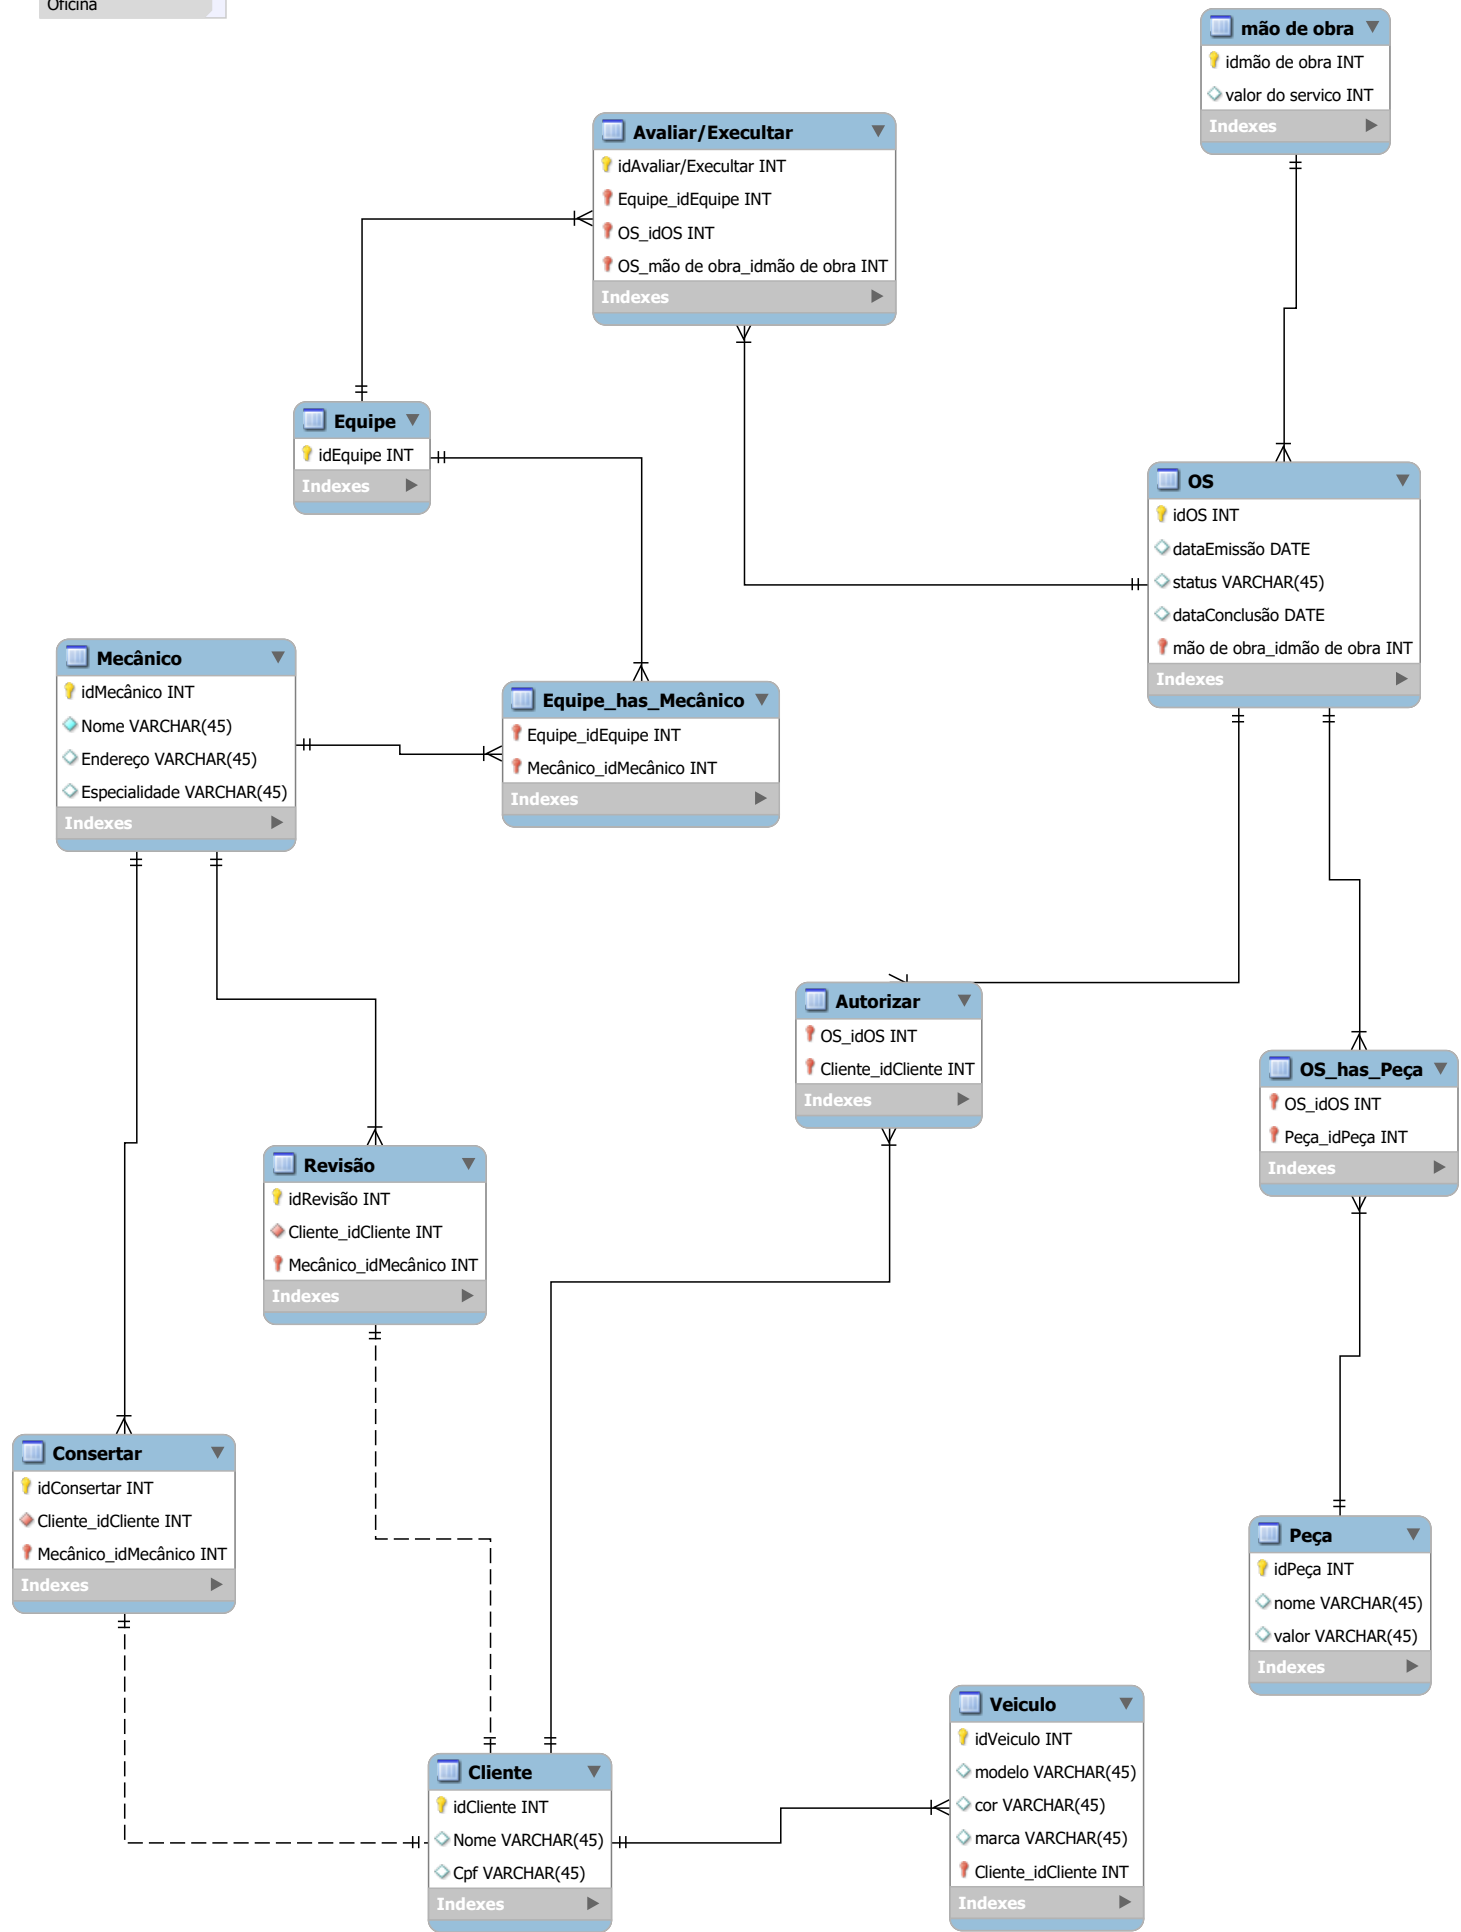 Oficina
mão de obra
idmão de obra INT
valor do servico INT
Indexes
Avaliar/Execultar
idAvaliar/Execultar INT
Equipe_idEquipe INT
OS_idOS INT
OS_mão de obra_idmão de obra INT
Indexes
Equipe
idEquipe INT
Indexes
OS
idOS INT
dataEmissão DATE
status VARCHAR(45)
dataConclusão DATE
mão de obra_idmão de obra INT
Indexes
Mecânico
idMecânico INT
Nome VARCHAR(45)
Endereço VARCHAR(45)
Especialidade VARCHAR(45)
Indexes
Equipe_has_Mecânico
Equipe_idEquipe INT
Mecânico_idMecânico INT
Indexes
Autorizar
OS_idOS INT
Cliente_idCliente INT
Indexes
OS_has_Peça
OS_idOS INT
Peça_idPeça INT
Indexes
Revisão
idRevisão INT
Cliente_idCliente INT
Mecânico_idMecânico INT
Indexes
Consertar
idConsertar INT
Cliente_idCliente INT
Mecânico_idMecânico INT
Indexes
Peça
idPeça INT
nome VARCHAR(45)
valor VARCHAR(45)
Indexes
Veiculo
idVeiculo INT
modelo VARCHAR(45)
cor VARCHAR(45)
marca VARCHAR(45)
Cliente_idCliente INT
Indexes
Cliente
idCliente INT
Nome VARCHAR(45)
Cpf VARCHAR(45)
Indexes